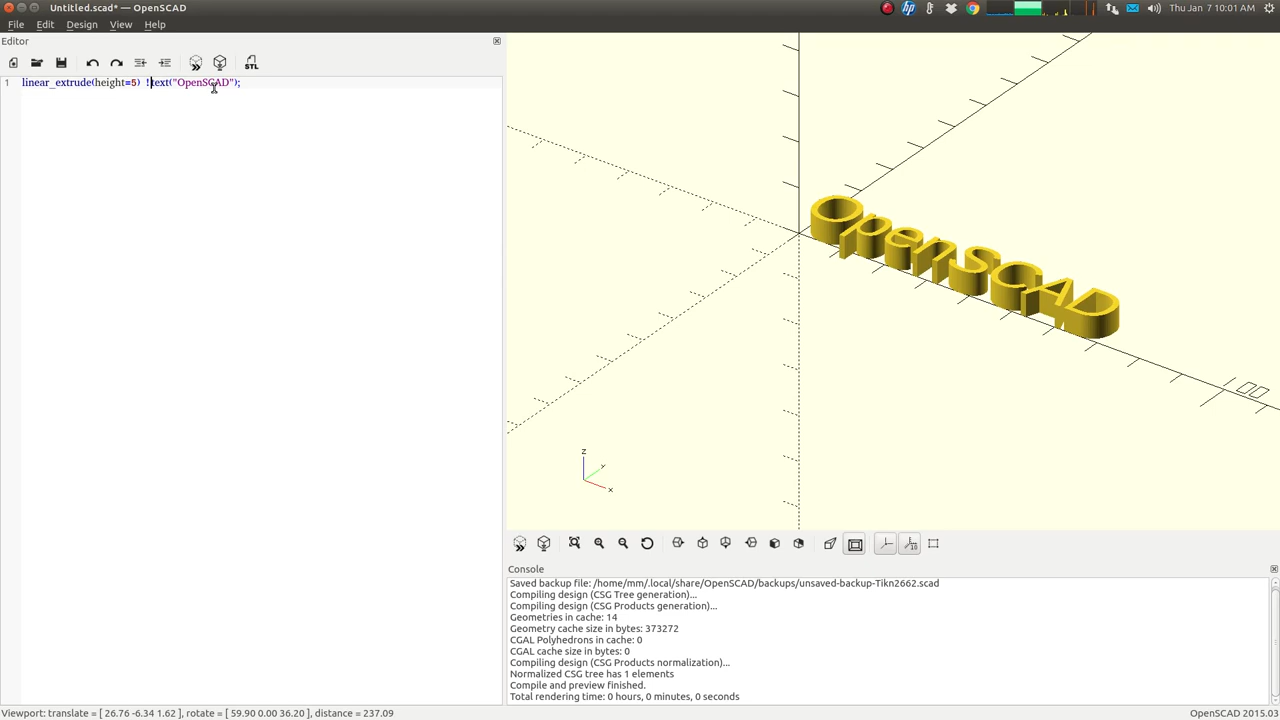 Untitled.scad* — OpenSCAD
Thu Jan 7 10:01 AM
File Edit Design View Help
Editor
STL
1 linear_extrude(height=5) !text("OpenSCAD");
OpenSCAD
100
z
y
x
10
Console
Saved backup file: /home/mm/.local/share/OpenSCAD/backups/unsaved-backup-Tikn2662.scad
Compiling design (CSG Tree generation)...
Compiling design (CSG Products generation)...
Geometries in cache: 14
Geometry cache size in bytes: 373272
CGAL Polyhedrons in cache: 0
CGAL cache size in bytes: 0
Compiling design (CSG Products normalization)...
Normalized CSG tree has 1 elements
Compile and preview finished.
Total rendering time: 0 hours, 0 minutes, 0 seconds
Viewport: translate = [ 26.76 -6.34 1.62 ], rotate = [ 59.90 0.00 36.20 ], distance = 237.09
OpenSCAD 2015.03